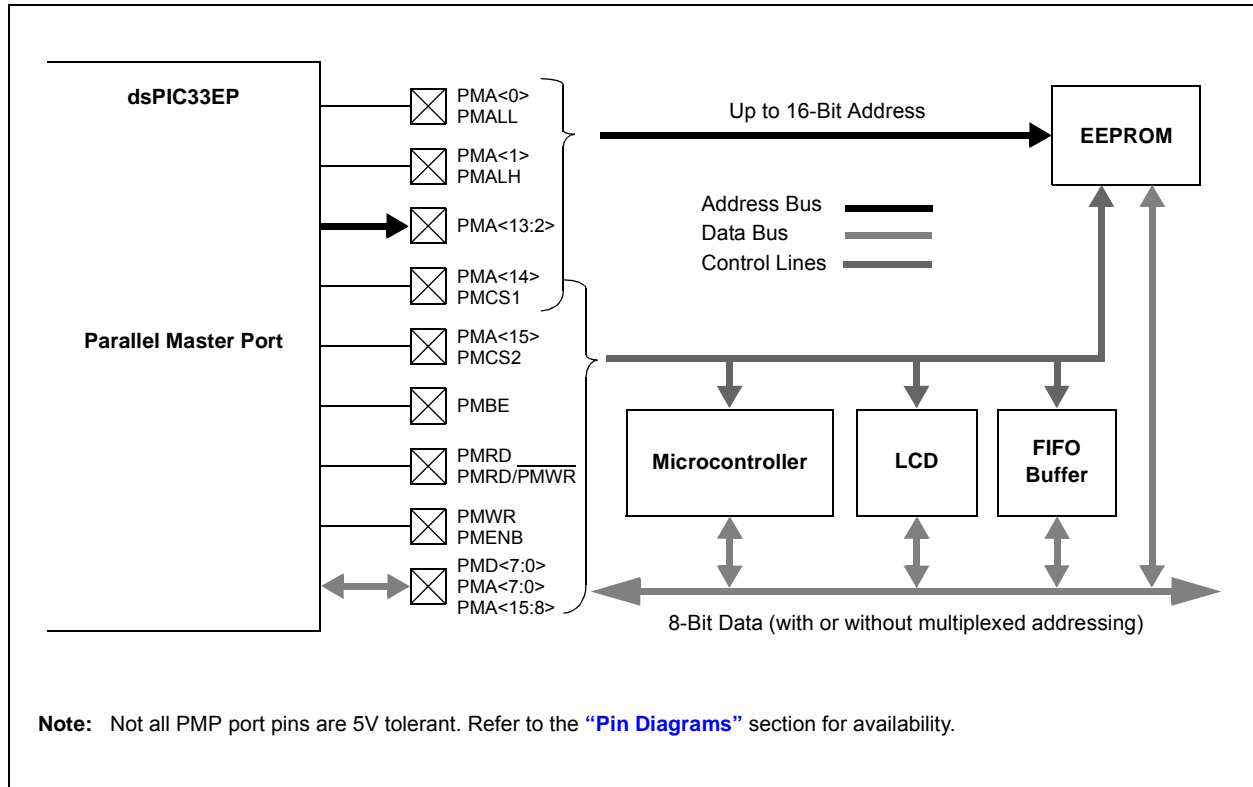 dsPIC33EP
Parallel Master Port
PMA<0>
PMALL
PMA<1>
PMALH
PMA<13:2>
PMA<14>
PMCS1
PMA<15>
PMCS2
PMBE
PMRD
PMRD/PMWR
PMWR
PMENB
PMD<7:0>
PMA<7:0>
PMA<15:8>
Up to 16-Bit Address
EEPROM
Address Bus
Data Bus
Control Lines
Microcontroller
LCD
FIFO
Buffer
8-Bit Data (with or without multiplexed addressing)
Note: Not all PMP port pins are 5V tolerant. Refer to the “Pin Diagrams” section for availability.